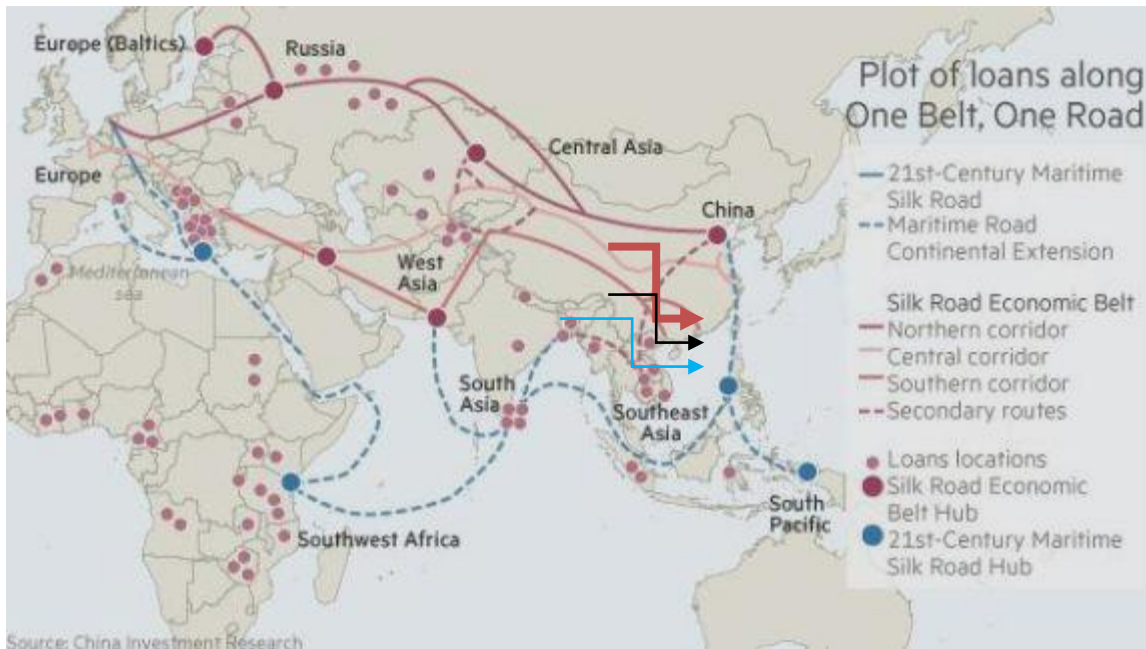 Europe (Baltics)
Russia
Plot of loans along
One Belt, One Road
Central Asia
21st-Century Maritime
Silk Road
Europe
China
Maritime Road
Continental Extension
Mediterranean
sea
West
Asia
Silk Road Economic Belt
Northern corridor
Central corridor
Southern corridor
Secondary routes
South
Asia
Southeast
Asia
Loans locations
Silk Road Economic
Belt Hub
South
Pacific
21st-Century Maritime
Silk Road Hub
Southwest Africa
Source: China Investment Research